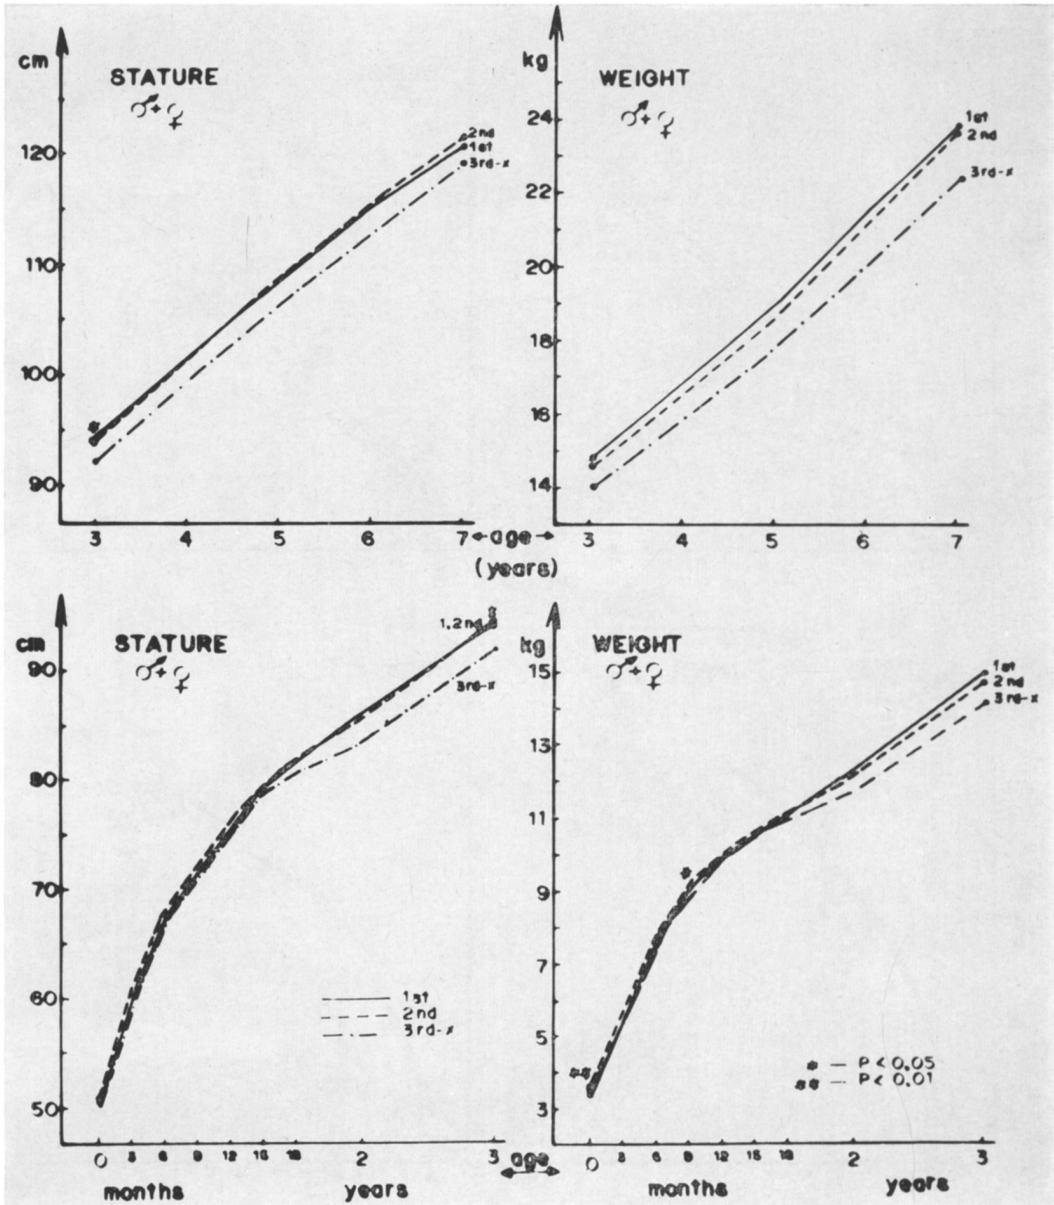 cm
STATURE
♂+♀
120
110
100
90
2nd
1st
3rd-x
*
3 4 5 6 7
kg
WEIGHT
♂+♀
24
22
20
18
16
14
1st
2nd
3rd-x
3 4 5 6 7
←age→
(years)
cm
STATURE
♂+♀
90
80
70
60
50
1,2nd
3rd-x
1st
2nd
3rd-x
0 3 6 9 12 15 18 2 3
months years
kg
WEIGHT
♂+♀
15
13
11
9
7
5
3
1st
2nd
3rd-x
*
**
* — P < 0.05
** — P < 0.01
0 3 6 9 12 15 18 2 3
months years
age